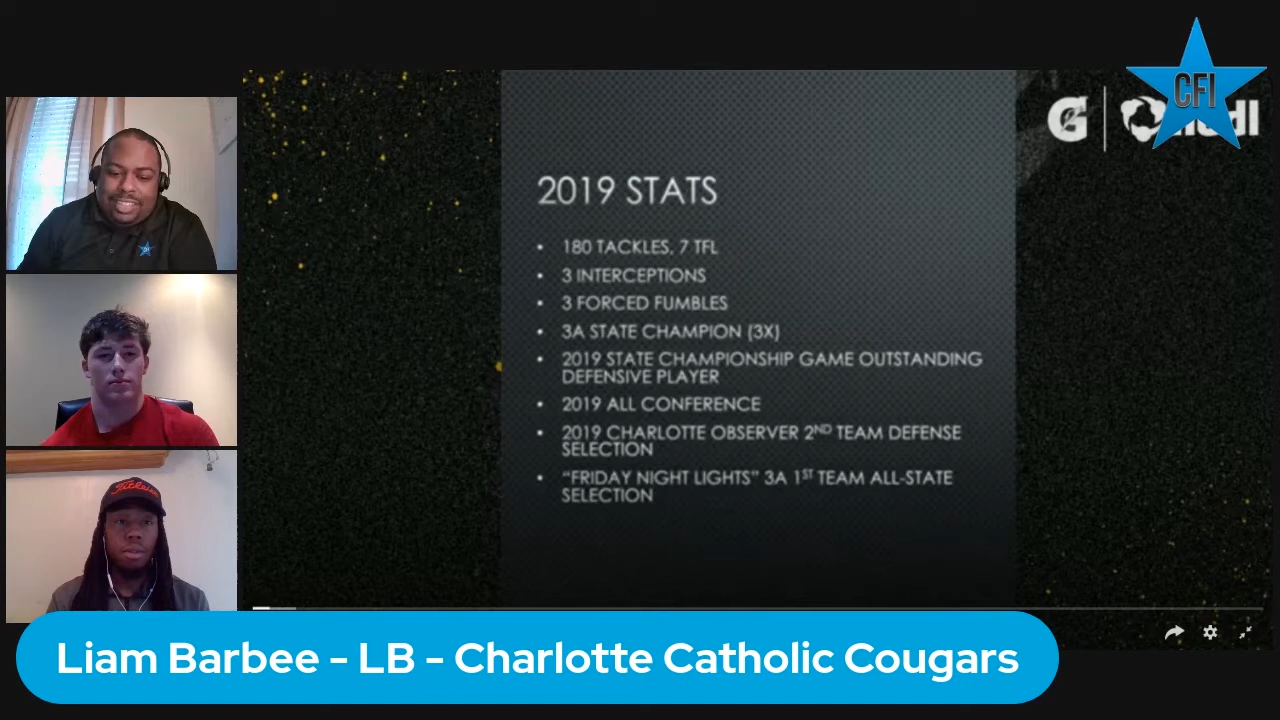 CFI
G
2019 STATS
• 180 TACKLES, 7 TFL
• 3 INTERCEPTIONS
• 3 FORCED FUMBLES
• 3A STATE CHAMPION (3X)
• 2019 STATE CHAMPIONSHIP GAME OUTSTANDING
DEFENSIVE PLAYER
• 2019 ALL CONFERENCE
• 2019 CHARLOTTE OBSERVER 2ND TEAM DEFENSE
SELECTION
• “FRIDAY NIGHT LIGHTS” 3A 1ST TEAM ALL-STATE
SELECTION
Titleist
Liam Barbee - LB - Charlotte Catholic Cougars